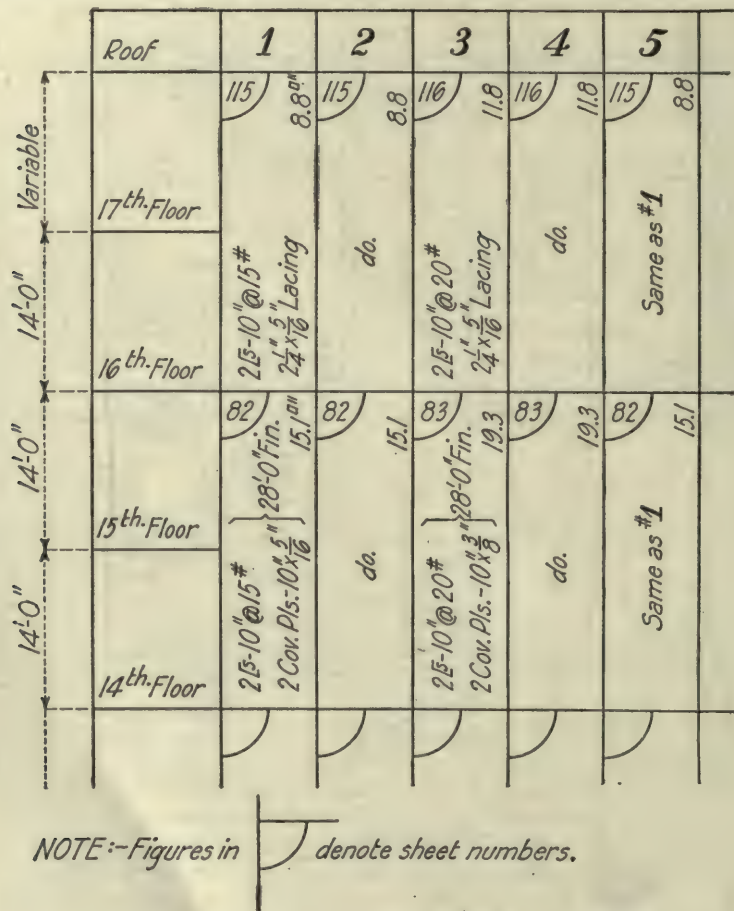 Roof 1 2 3 4 5
115 8.8□" 115 8.8 116 11.8 116 11.8 115 8.8
Variable
17th. Floor
14'-0"
16th. Floor
2[s-10"@15#
2¼"x5/16" Lacing
do.
2[s-10"@20#
2¼"x5/16" Lacing
do.
Same as #1
82 15.1□" 82 15.1 83 19.3 83 19.3 82 15.1
14'-0"
15th. Floor
14'-0"
14th. Floor
2[s-10"@15#
2 Cov. Pls.-10"x5/16"
} 28'-0" Fin.
do.
2[s-10"@20#
2 Cov. Pls.-10"x3/8"
} 28'-0" Fin.
do.
Same as #1
NOTE:-Figures in denote sheet numbers.